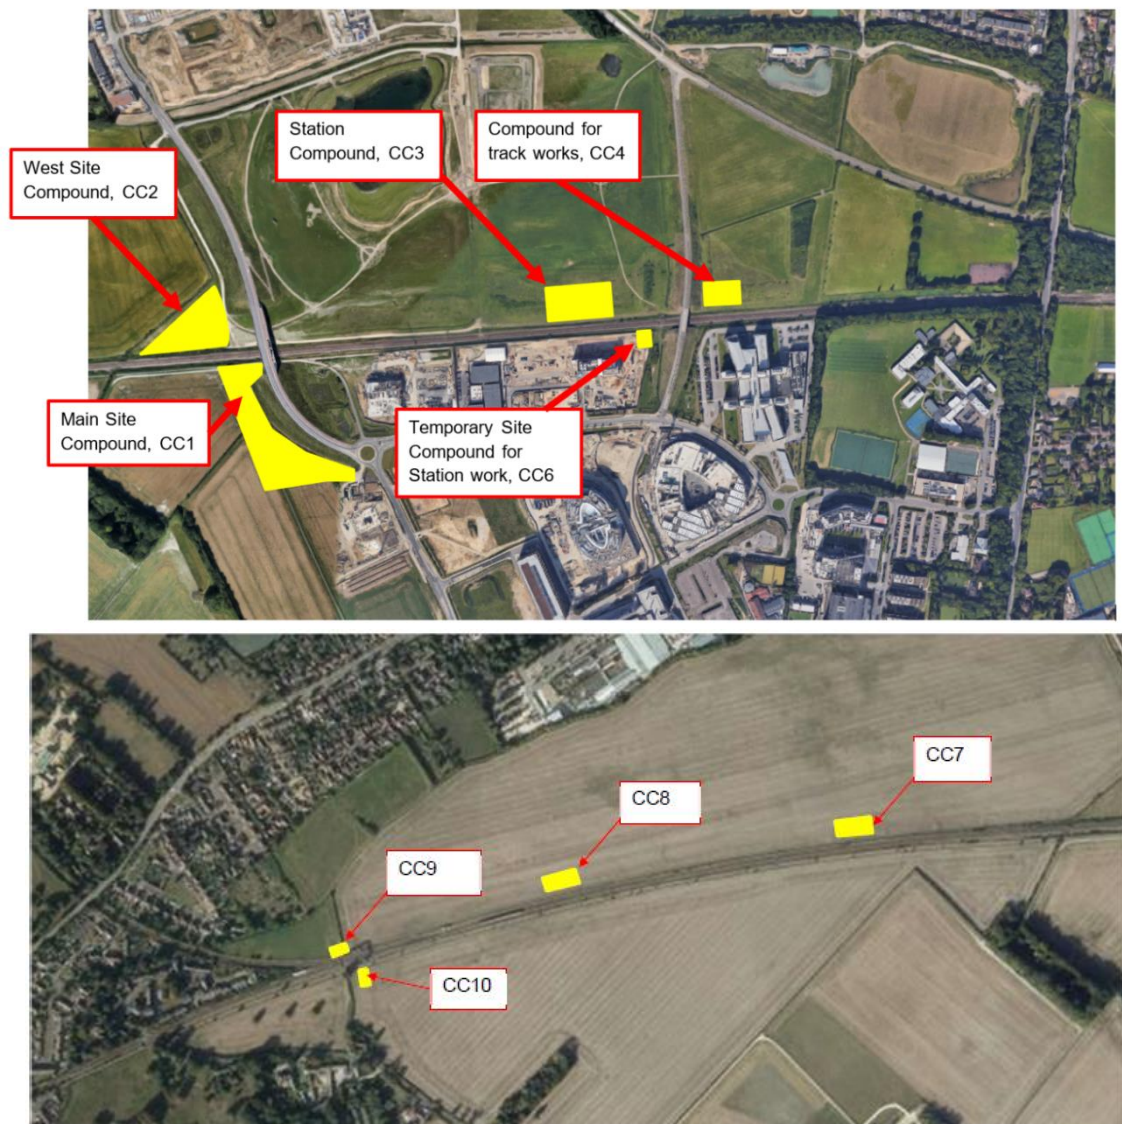 Station
Compound, CC3
Compound for
track works, CC4
West Site
Compound, CC2
Main Site
Compound, CC1
Temporary Site
Compound for
Station work, CC6
CC7
CC8
CC9
CC10